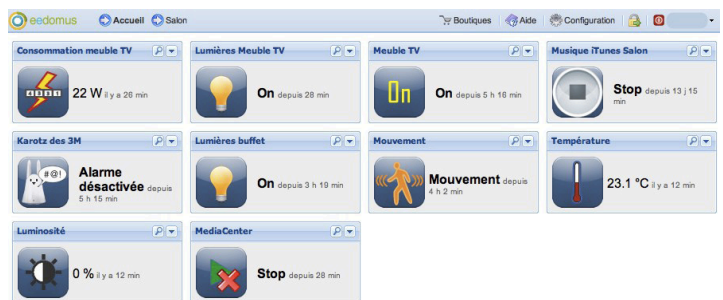 eedomus Accueil Salon Boutiques Aide Configuration
Consommation meuble TV
22 W il y a 26 min
Lumières Meuble TV
On depuis 28 min
Meuble TV
On
On depuis 5 h 16 min
Musique iTunes Salon
Stop depuis 13 j 15
min
Karotz des 3M
#@!
Alarme
désactivée depuis
5 h 15 min
Lumières buffet
On depuis 3 h 19 min
Mouvement
Mouvement depuis
4 h 2 min
Température
23.1 °C il y a 12 min
Luminosité
0 % il y a 12 min
MediaCenter
Stop depuis 28 min